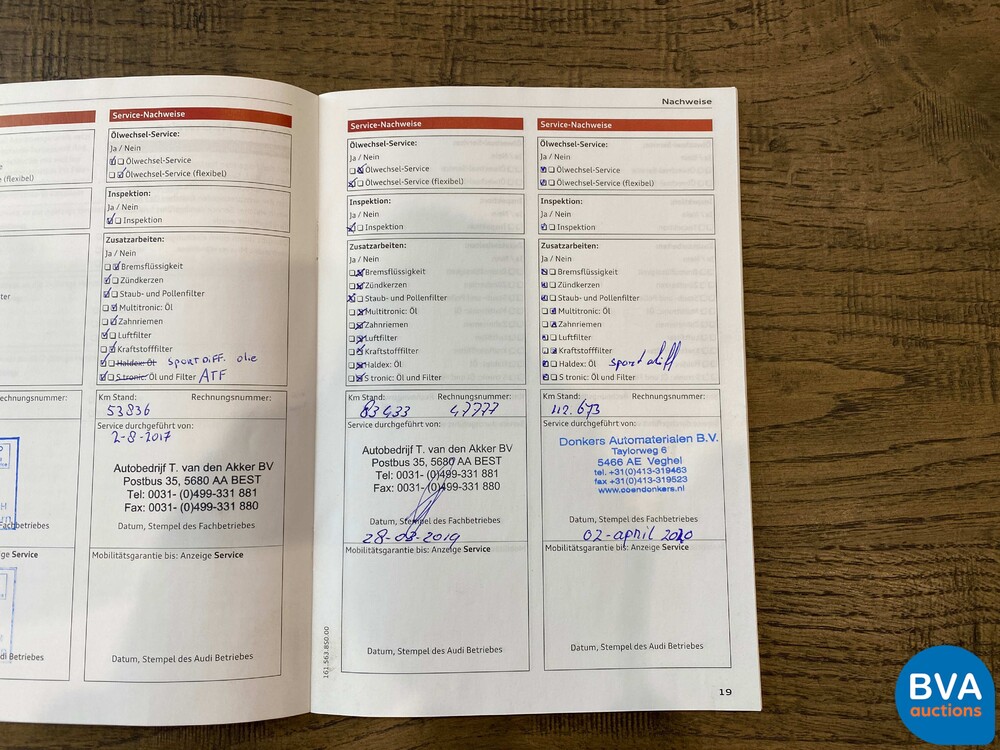 Nachweise
Service-Nachweise
Ölwechsel-Service:
Ja / Nein
Ölwechsel-Service
Ölwechsel-Service (flexibel)
Inspektion:
Ja / Nein
Inspektion
Zusatzarbeiten:
Ja / Nein
Bremsflüssigkeit
Zündkerzen
Staub- und Pollenfilter
Multitronic: Öl
Zahnriemen
Luftfilter
Kraftstofffilter
Haldex: Öl SPORTDIFF. olie
S tronic: Öl und Filter ATF
Km Stand: Rechnungsnummer:
53836
Service durchgeführt von:
2-8-2017
Autobedrijf T. van den Akker BV
Postbus 35, 5680 AA BEST
Tel: 0031- (0)499-331 881
Fax: 0031- (0)499-331 880
Datum, Stempel des Fachbetriebes
Mobilitätsgarantie bis: Anzeige Service
Datum, Stempel des Audi Betriebes
Service-Nachweise
Ölwechsel-Service:
Ja / Nein
Ölwechsel-Service
Ölwechsel-Service (flexibel)
Inspektion:
Ja / Nein
Inspektion
Zusatzarbeiten:
Ja / Nein
Bremsflüssigkeit
Zündkerzen
Staub- und Pollenfilter
Multitronic: Öl
Zahnriemen
Luftfilter
Kraftstofffilter
Haldex: Öl
S tronic: Öl und Filter
Km Stand: Rechnungsnummer:
83433 47777
Service durchgeführt von:
Autobedrijf T. van den Akker BV
Postbus 35, 5680 AA BEST
Tel: 0031- (0)499-331 881
Fax: 0031- (0)499-331 880
Datum, Stempel des Fachbetriebes
28-03-2019
Mobilitätsgarantie bis: Anzeige Service
Datum, Stempel des Audi Betriebes
Service-Nachweise
Ölwechsel-Service:
Ja / Nein
Ölwechsel-Service
Ölwechsel-Service (flexibel)
Inspektion:
Ja / Nein
Inspektion
Zusatzarbeiten:
Ja / Nein
Bremsflüssigkeit
Zündkerzen
Staub- und Pollenfilter
Multitronic: Öl
Zahnriemen
Luftfilter
Kraftstofffilter
Haldex: Öl sport diff
S tronic: Öl und Filter
Km Stand: Rechnungsnummer:
112.673
Service durchgeführt von:
Donkers Automaterialen B.V.
Taylorweg 6
5466 AE Veghel
tel. +31(0)413-319463
fax +31(0)413-319523
www.coendonkers.nl
Datum, Stempel des Fachbetriebes
02-april 2020
Mobilitätsgarantie bis: Anzeige Service
Datum, Stempel des Audi Betriebes
161.563.850.00
19
(flexibel)
Rechnungsnummer:
Fachbetriebes
ge Service
di Betriebes
BVA
auctions